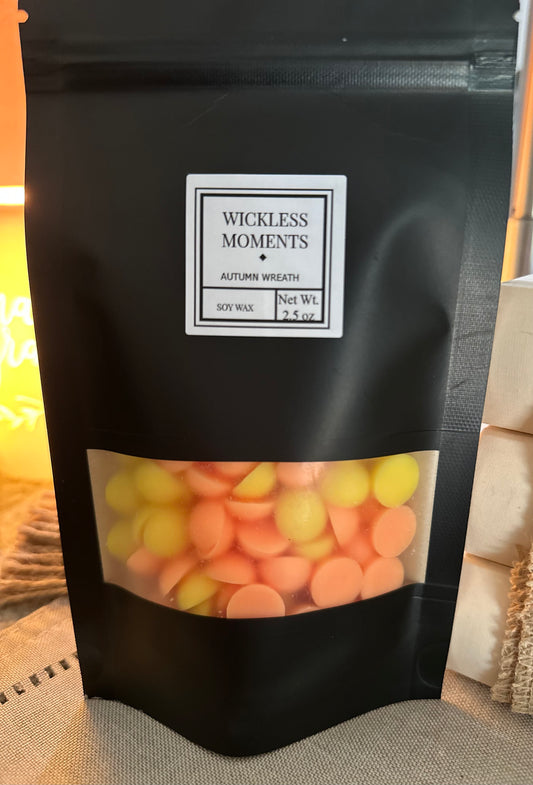 WICKLESS
MOMENTS
AUTUMN WREATH
SOY WAX
Net Wt.
2.5 oz